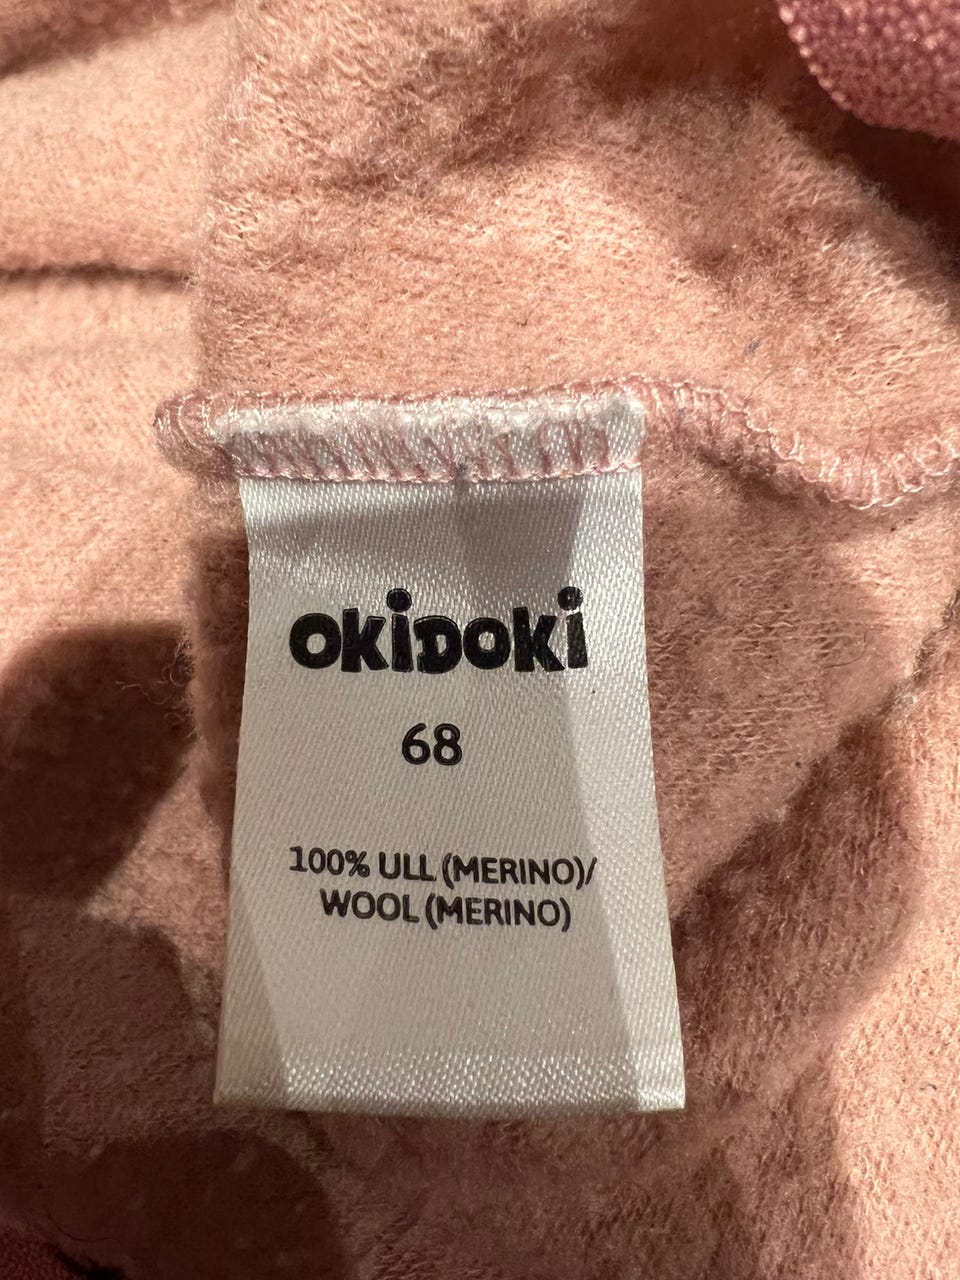 OKiDOKi
68
100% ULL (MERINO)/
WOOL (MERINO)